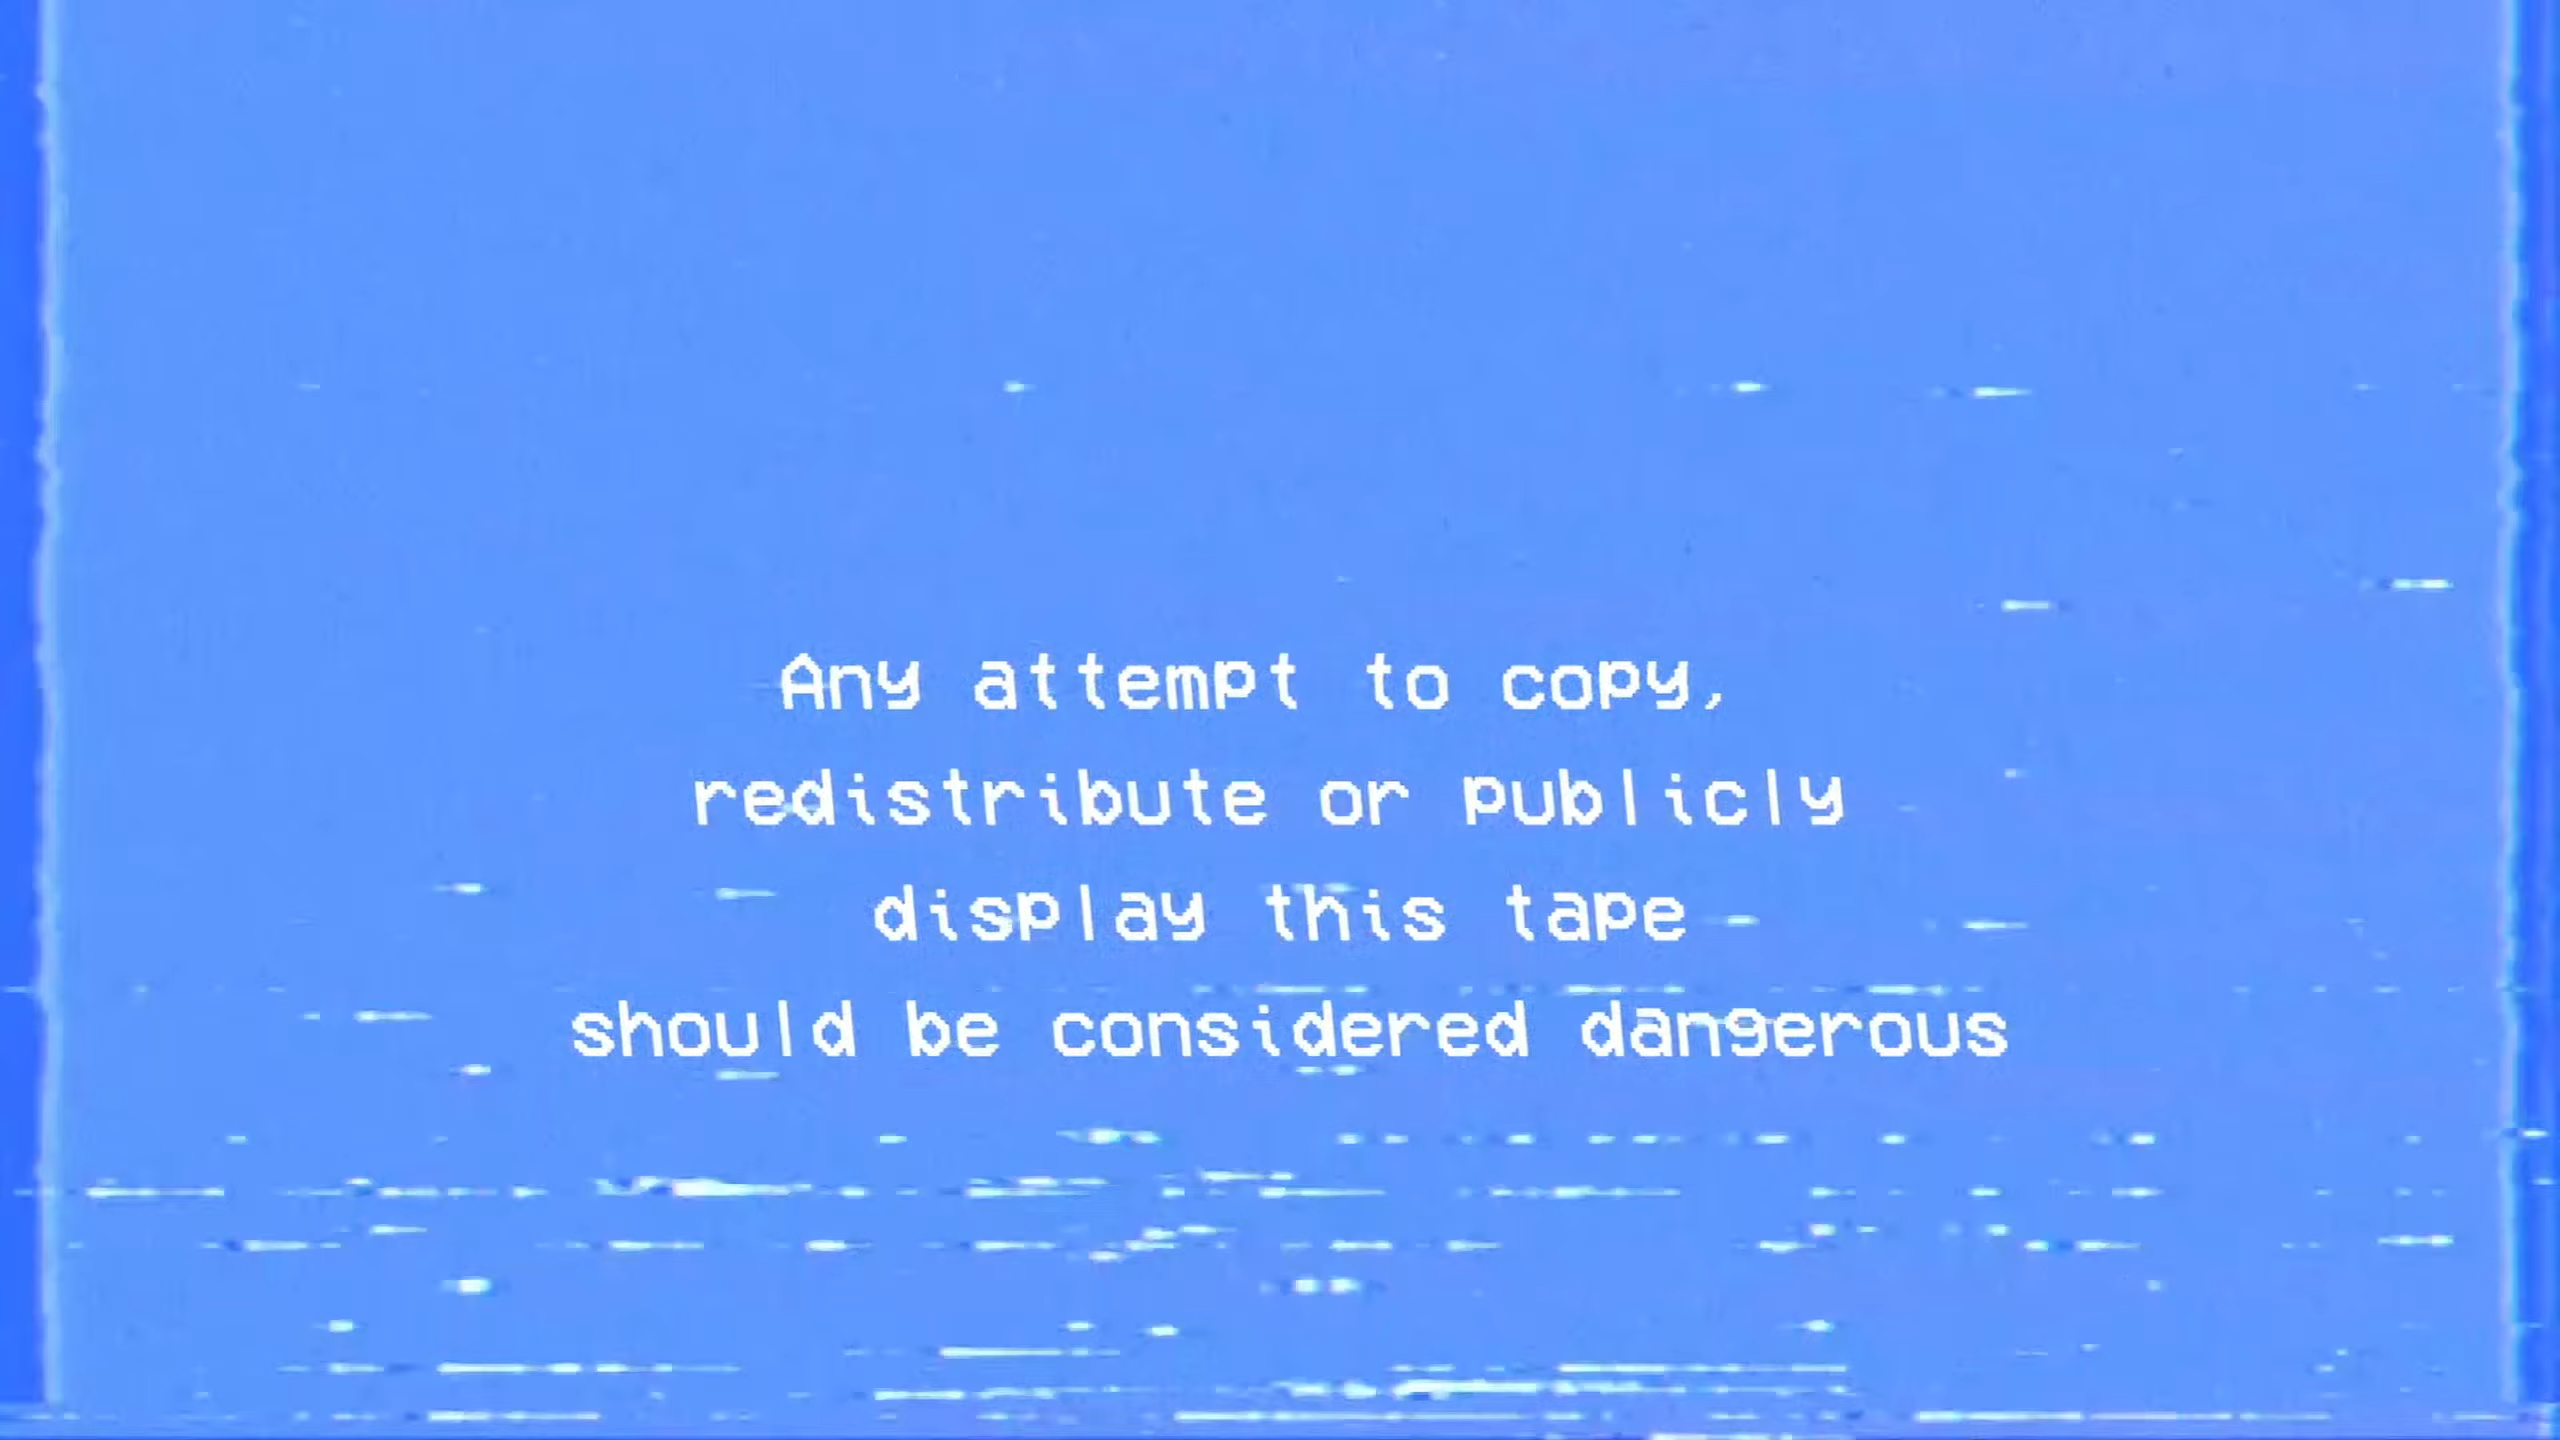 Any attempt to copy,
redistribute or publicly
display this tape
should be considered dangerous